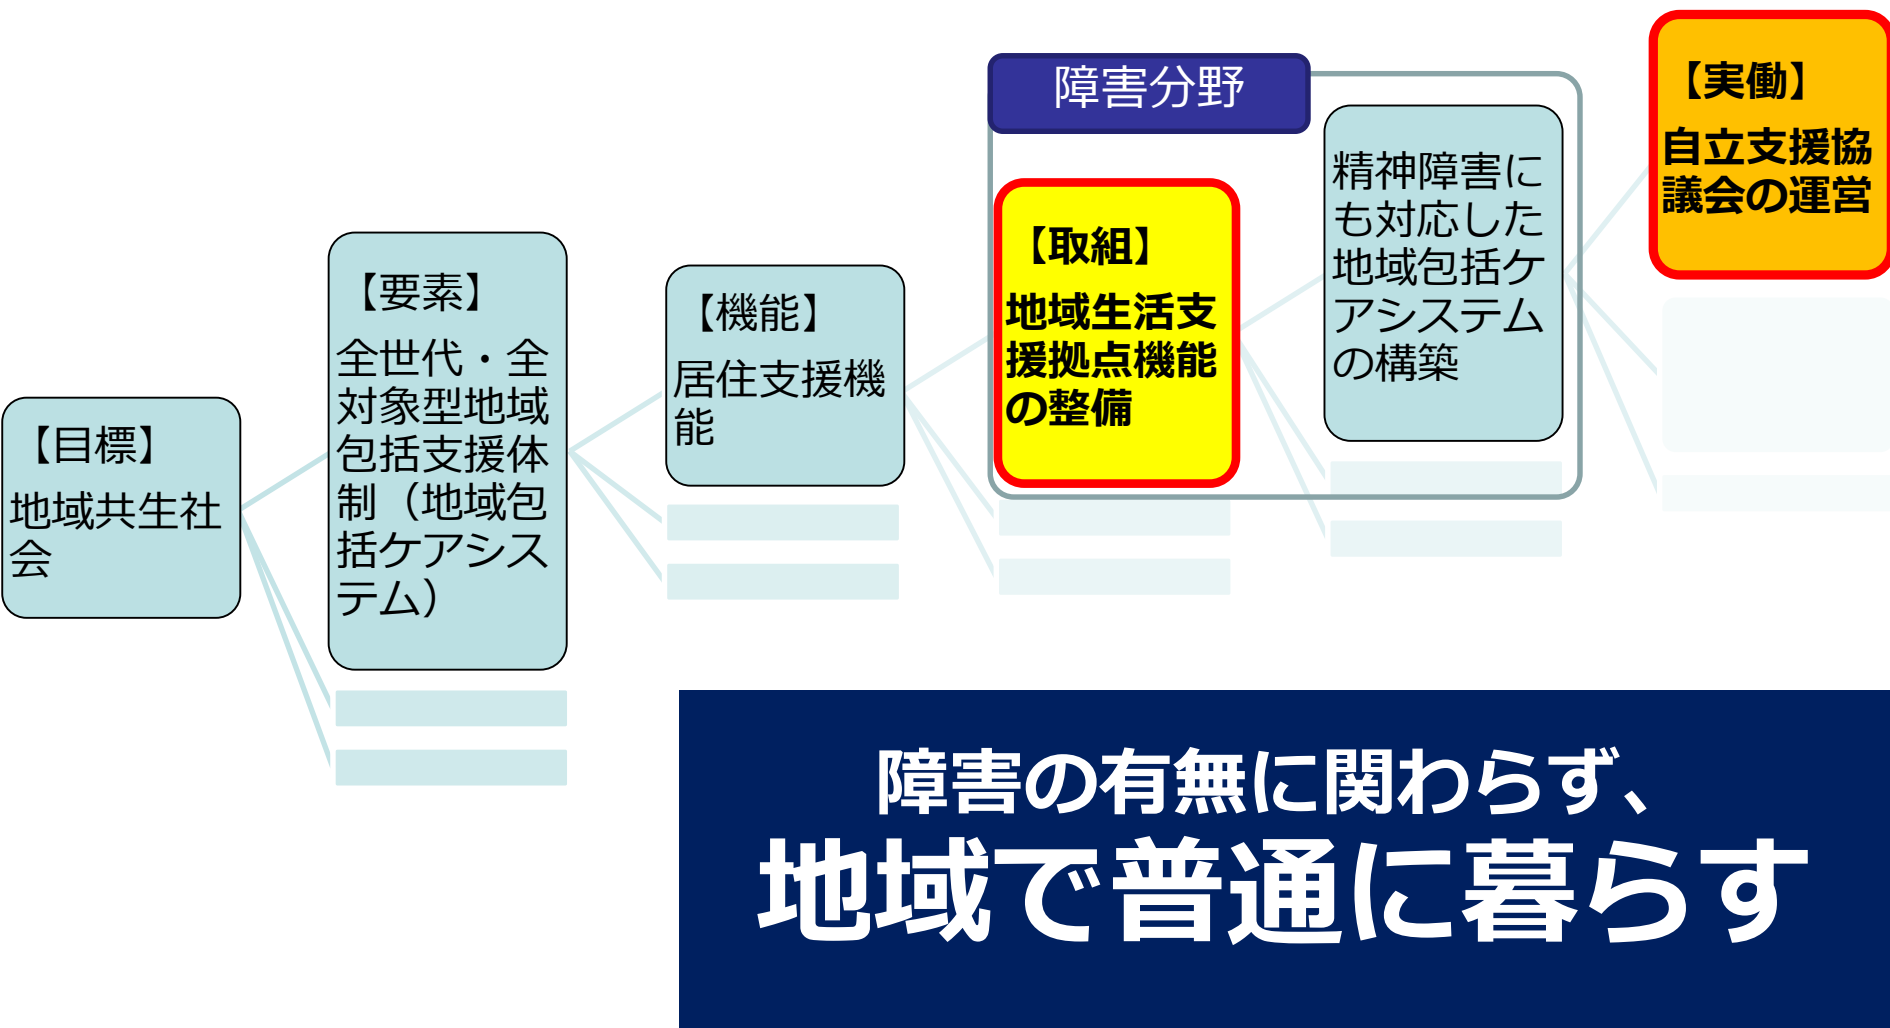 【目標】
地域共生社
会
【要素】
全世代・全
対象型地域
包括支援体
制（地域包
括ケアシス
テム）
【機能】
居住支援機
能
障害分野
【取組】
地域生活支
援拠点機能
の整備
精神障害に
も対応した
地域包括ケ
アシステム
の構築
【実働】
自立支援協
議会の運営
障害の有無に関わらず、
地域で普通に暮らす